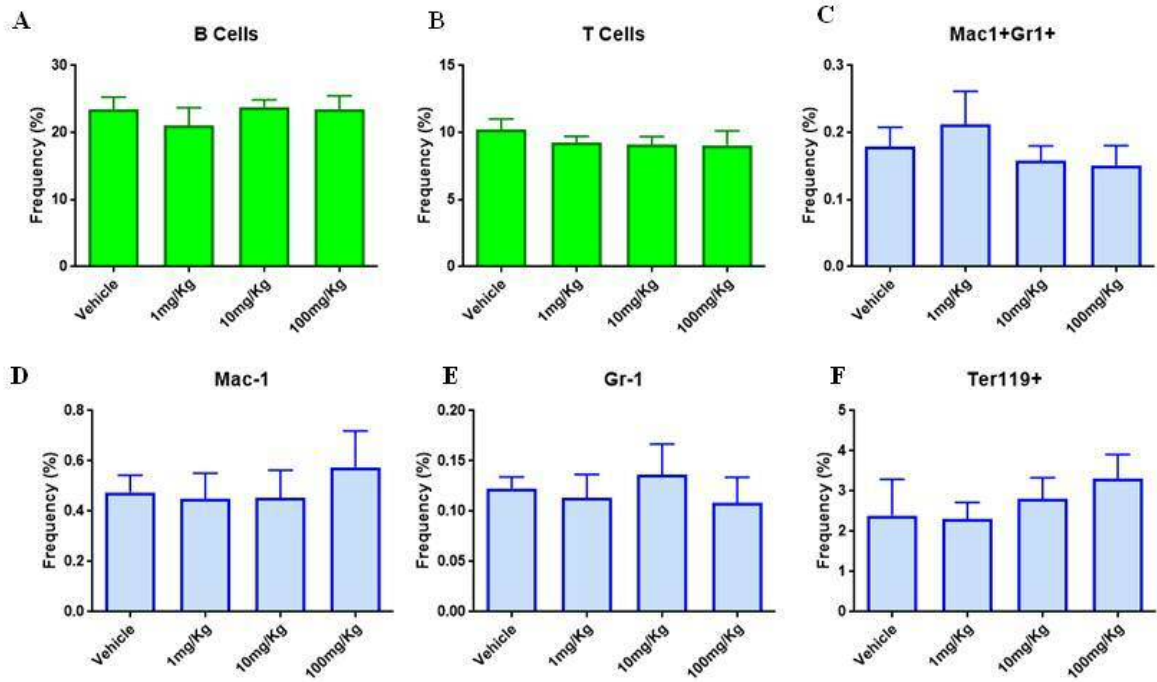 A
B Cells
Frequency (%)
30
20
10
0
Vehicle
1mg/Kg
10mg/Kg
100mg/Kg
B
T Cells
Frequency (%)
15
10
5
0
Vehicle
1mg/Kg
10mg/Kg
100mg/Kg
C
Mac1+Gr1+
Frequency (%)
0.3
0.2
0.1
0.0
Vehicle
1mg/Kg
10mg/Kg
100mg/Kg
D
Mac-1
Frequency (%)
0.8
0.6
0.4
0.2
0.0
Vehicle
1mg/Kg
10mg/Kg
100mg/Kg
E
Gr-1
Frequency (%)
0.20
0.15
0.10
0.05
0.00
Vehicle
1mg/Kg
10mg/Kg
100mg/Kg
F
Ter119+
Frequency (%)
5
4
3
2
1
0
Vehicle
1mg/Kg
10mg/Kg
100mg/Kg